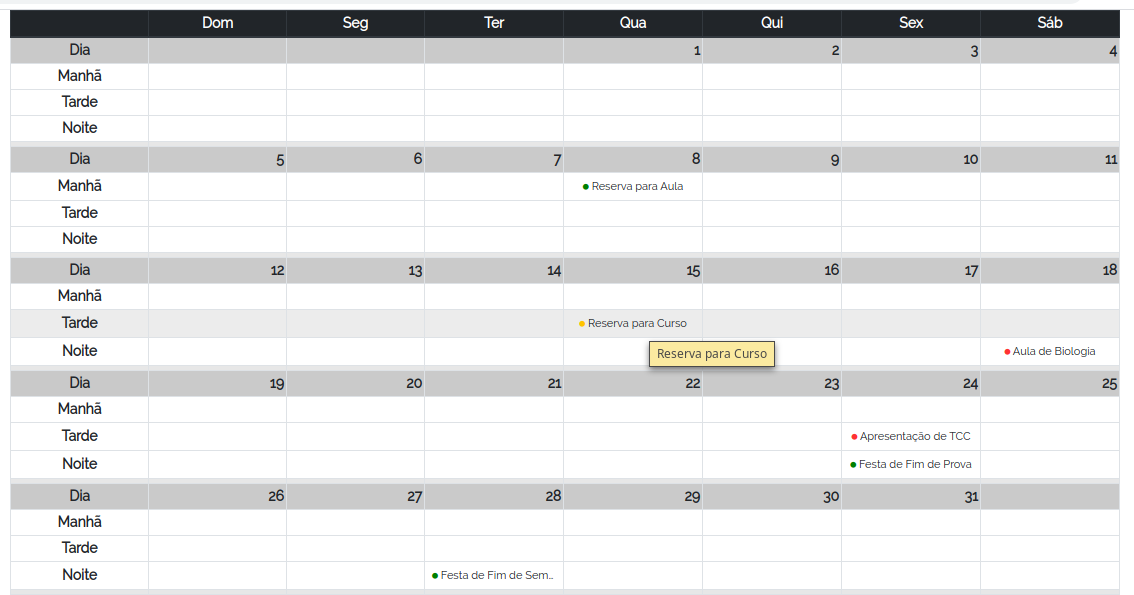 Dom Seg Ter Qua Qui Sex Sáb
Dia 1 2 3 4
Manhã
Tarde
Noite
Dia 5 6 7 8 9 10 11
Manhã Reserva para Aula
Tarde
Noite
Dia 12 13 14 15 16 17 18
Manhã
Tarde Reserva para Curso
Noite Aula de Biologia
Reserva para Curso
Dia 19 20 21 22 23 24 25
Manhã
Tarde Apresentação de TCC
Noite Festa de Fim de Prova
Dia 26 27 28 29 30 31
Manhã
Tarde
Noite Festa de Fim de Sem...